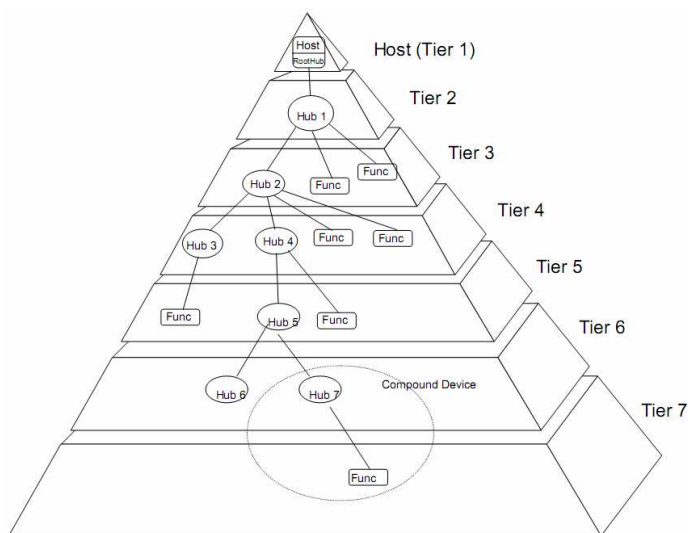 Host
RootHub
Host (Tier 1)
Tier 2
Hub 1
Tier 3
Func
Hub 2
Func
Tier 4
Hub 3
Hub 4
Func
Func
Tier 5
Func
Hub 5
Func
Tier 6
Compound Device
Hub 6
Hub 7
Tier 7
Func